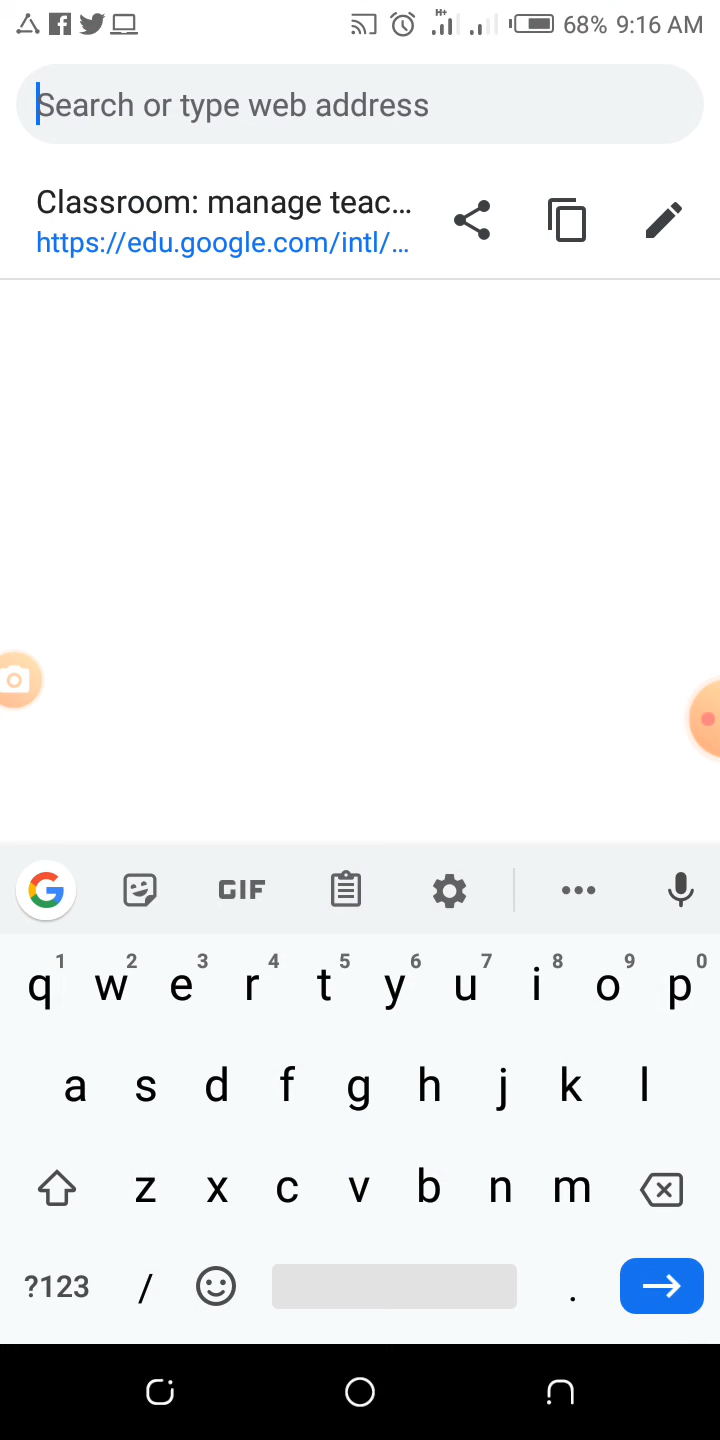 H+ 68% 9:16 AM
Search or type web address
Classroom: manage teac...
https://edu.google.com/intl/...
G GIF
1 2 3 4 5 6 7 8 9 0
q w e r t y u i o p
a s d f g h j k l
z x c v b n m
?123 / .